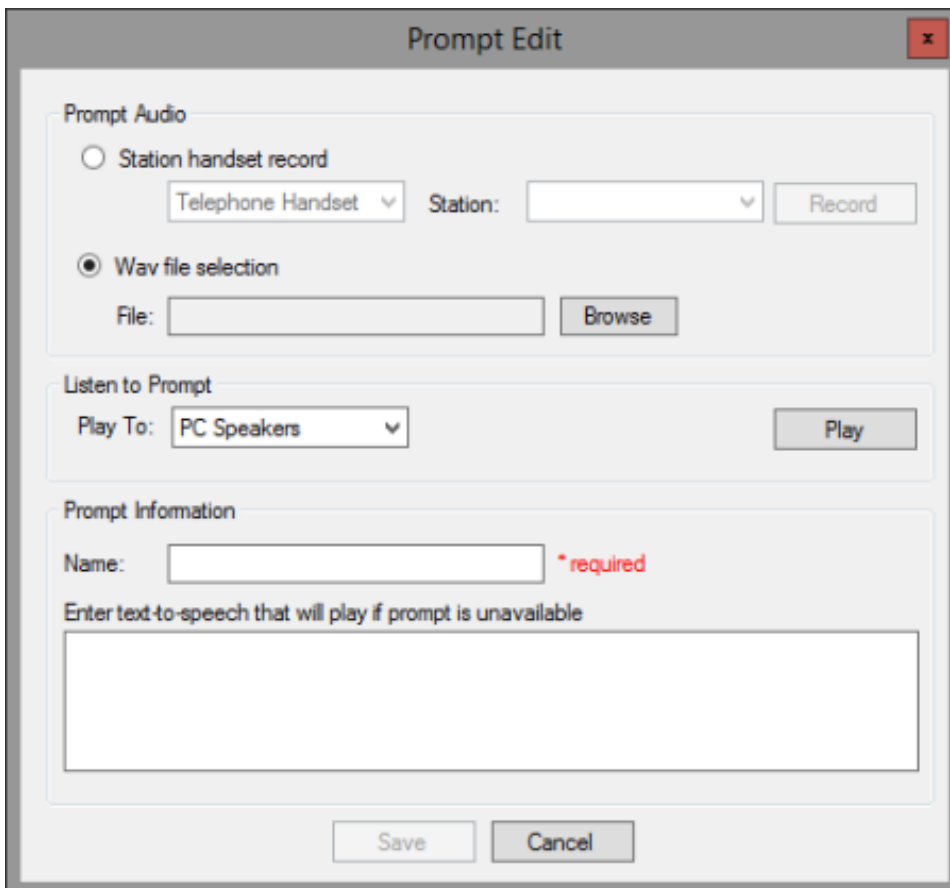 Prompt Edit
x
Prompt Audio
Station handset record
Telephone Handset Station: Record
Wav file selection
File: Browse
Listen to Prompt
Play To: PC Speakers Play
Prompt Information
Name: * required
Enter text-to-speech that will play if prompt is unavailable
Save Cancel